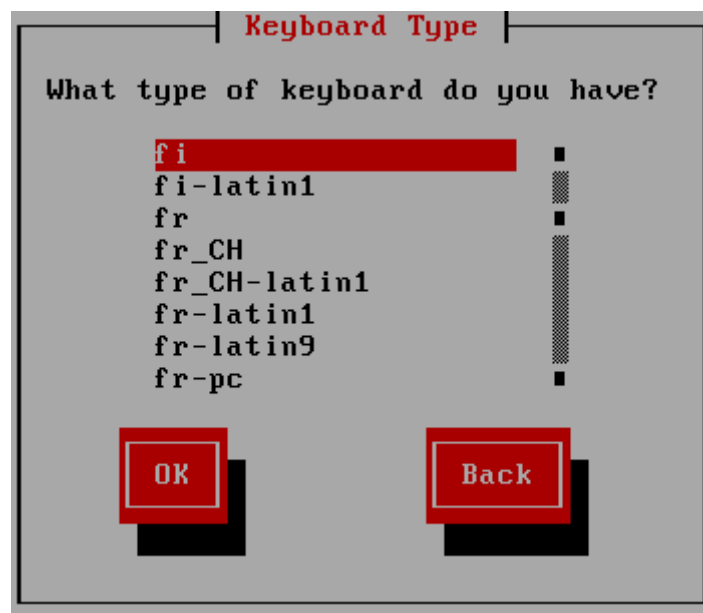 Keyboard Type
What type of keyboard do you have?
fi
fi-latin1
fr
fr_CH
fr_CH-latin1
fr-latin1
fr-latin9
fr-pc
OK Back